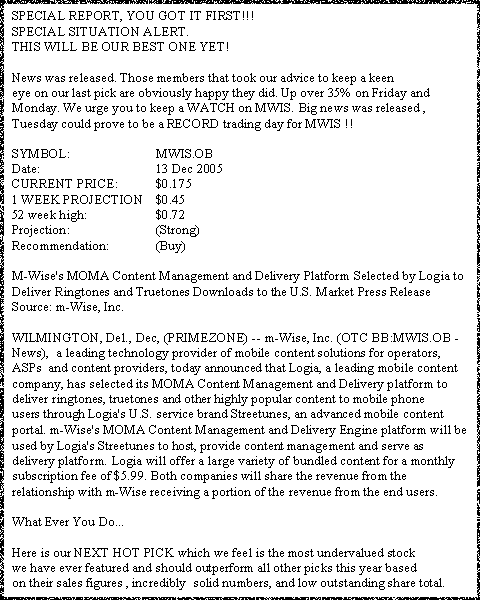 SPECIAL REPORT, YOU GOT IT FIRST!!!
SPECIAL SITUATION ALERT.
THIS WILL BE OUR BEST ONE YET!
News was released. Those members that took our advice to keep a keen
eye on our last pick are obviously happy they did. Up over 35% on Friday and
Monday. We urge you to keep a WATCH on MWIS. Big news was released ,
Tuesday could prove to be a RECORD trading day for MWIS !!
SYMBOL: MWIS.OB
Date: 13 Dec 2005
CURRENT PRICE: $0.175
1 WEEK PROJECTION $0.45
52 week high: $0.72
Projection: (Strong)
Recommendation: (Buy)
M-Wise's MOMA Content Management and Delivery Platform Selected by Logia to
Deliver Ringtones and Truetones Downloads to the U.S. Market Press Release
Source: m-Wise, Inc.
WILMINGTON, Del., Dec, (PRIMEZONE) -- m-Wise, Inc. (OTC BB:MWIS.OB -
News), a leading technology provider of mobile content solutions for operators,
ASPs and content providers, today announced that Logia, a leading mobile content
company, has selected its MOMA Content Management and Delivery platform to
deliver ringtones, truetones and other highly popular content to mobile phone
users through Logia's U.S. service brand Streetunes, an advanced mobile content
portal. m-Wise's MOMA Content Management and Delivery Engine platform will be
used by Logia's Streetunes to host, provide content management and serve as
delivery platform. Logia will offer a large variety of bundled content for a monthly
subscription fee of $5.99. Both companies will share the revenue from the
relationship with m-Wise receiving a portion of the revenue from the end users.
What Ever You Do...
Here is our NEXT HOT PICK which we feel is the most undervalued stock
we have ever featured and should outperform all other picks this year based
on their sales figures , incredibly solid numbers, and low outstanding share total.